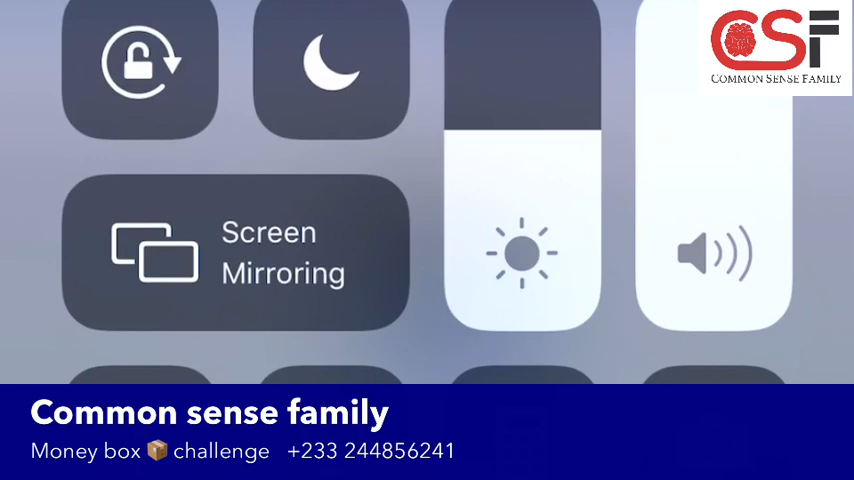 CSF
COMMON SENSE FAMILY
Screen
Mirroring
Common sense family
Money box 📦 challenge +233 244856241